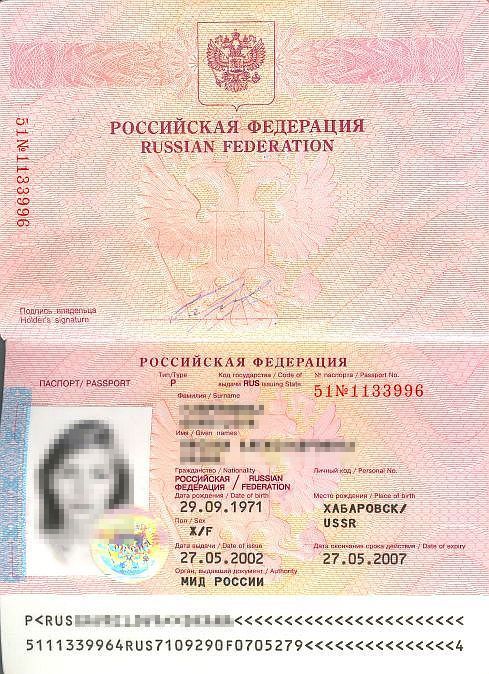 РОССИЙСКАЯ ФЕДЕРАЦИЯ
RUSSIAN FEDERATION
51№1133996
Подпись владельца
Holder's signature
РОССИЙСКАЯ ФЕДЕРАЦИЯ
ПАСПОРТ/ PASSPORT
Тип/Type
P
Код государства / Code of
выдачи RUS issuing State
№ паспорта / Passport No.
51№1133996
Фамилия / Surname
Имя / Given names
Гражданство / Nationality
РОССИЙСКАЯ / RUSSIAN
ФЕДЕРАЦИЯ / FEDERATION
Личный код / Personal No.
Дата рождения / Date of birth
29.09.1971
Место рождения / Place of birth
ХАБАРОВСК/
USSR
Пол / Sex
Ж/F
Дата выдачи / Date of issue
27.05.2002
Дата окончания срока действия / Date of expiry
27.05.2007
Орган, выдавший документ / Authority
МИД РОССИИ
P<RUS<<<<<<<<<<<<<<<<<<<<<<<
5111339964RUS7109290F0705279<<<<<<<<<<<<<<<4